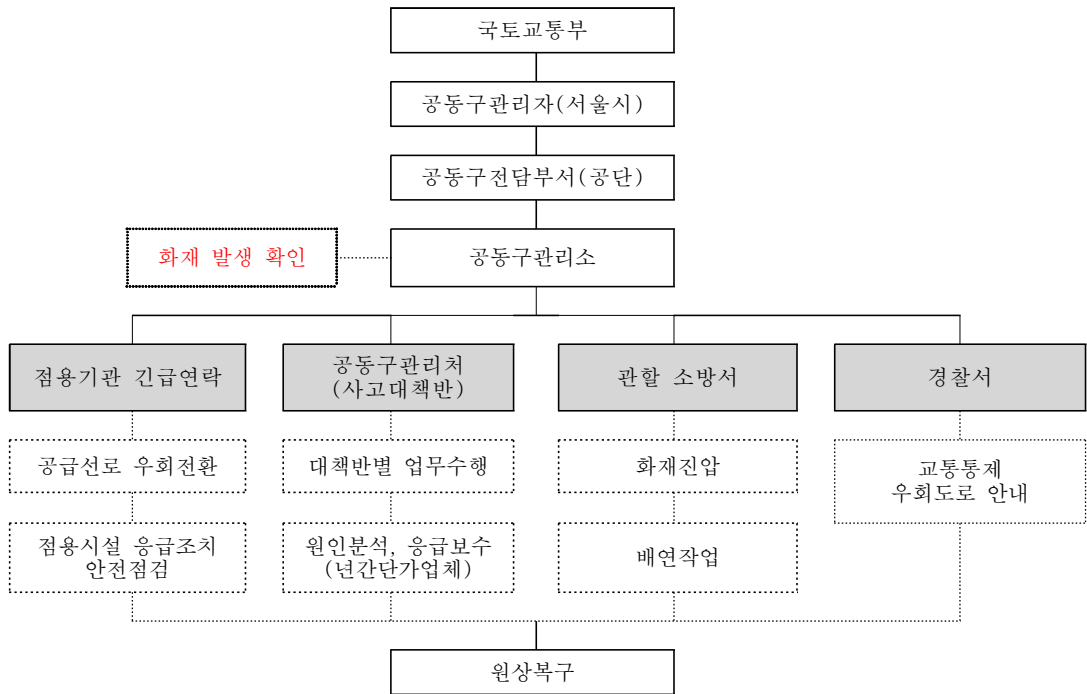 국토교통부
공동구관리자(서울시)
공동구전담부서(공단)
화재 발생 확인
공동구관리소
점용기관 긴급연락
공동구관리처
(사고대책반)
관할 소방서
경찰서
공급선로 우회전환
대책반별 업무수행
화재진압
교통통제
우회도로 안내
점용시설 응급조치
안전점검
원인분석, 응급보수
(년간단가업체)
배연작업
원상복구